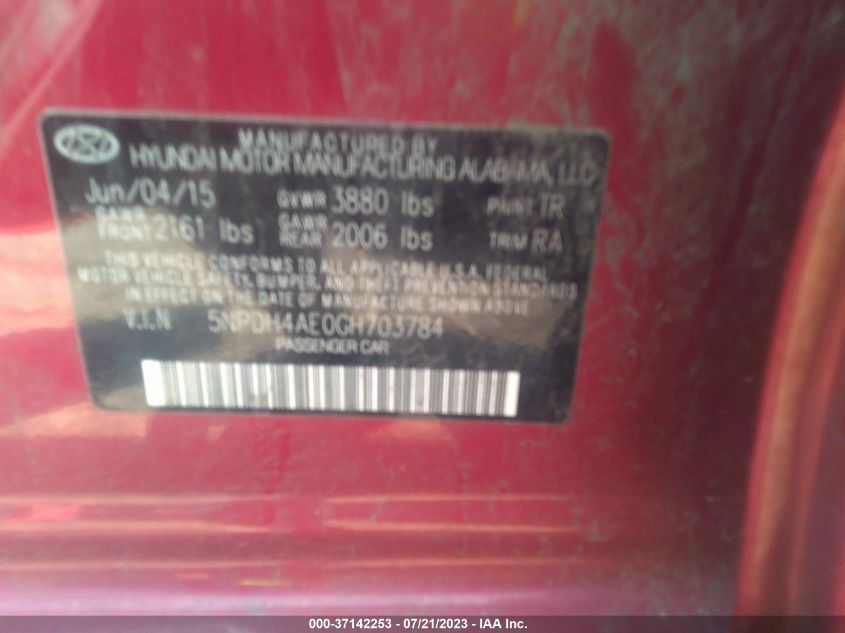 MANUFACTURED BY
HYUNDAI MOTOR MANUFACTURING ALABAMA, LLC
Jun/04/15 GVWR 3880 lbs PAINT TR
GAWR FRONT 2161 lbs GAWR REAR 2006 lbs TRIM RA
THIS VEHICLE CONFORMS TO ALL APPLICABLE U.S.A. FEDERAL
MOTOR VEHICLE SAFETY, BUMPER, AND THEFT PREVENTION STANDARDS
IN EFFECT ON THE DATE OF MANUFACTURE SHOWN ABOVE
V.I.N 5NPDH4AE0GH703784
PASSENGER CAR
000-37142253 - 07/21/2023 - IAA Inc.